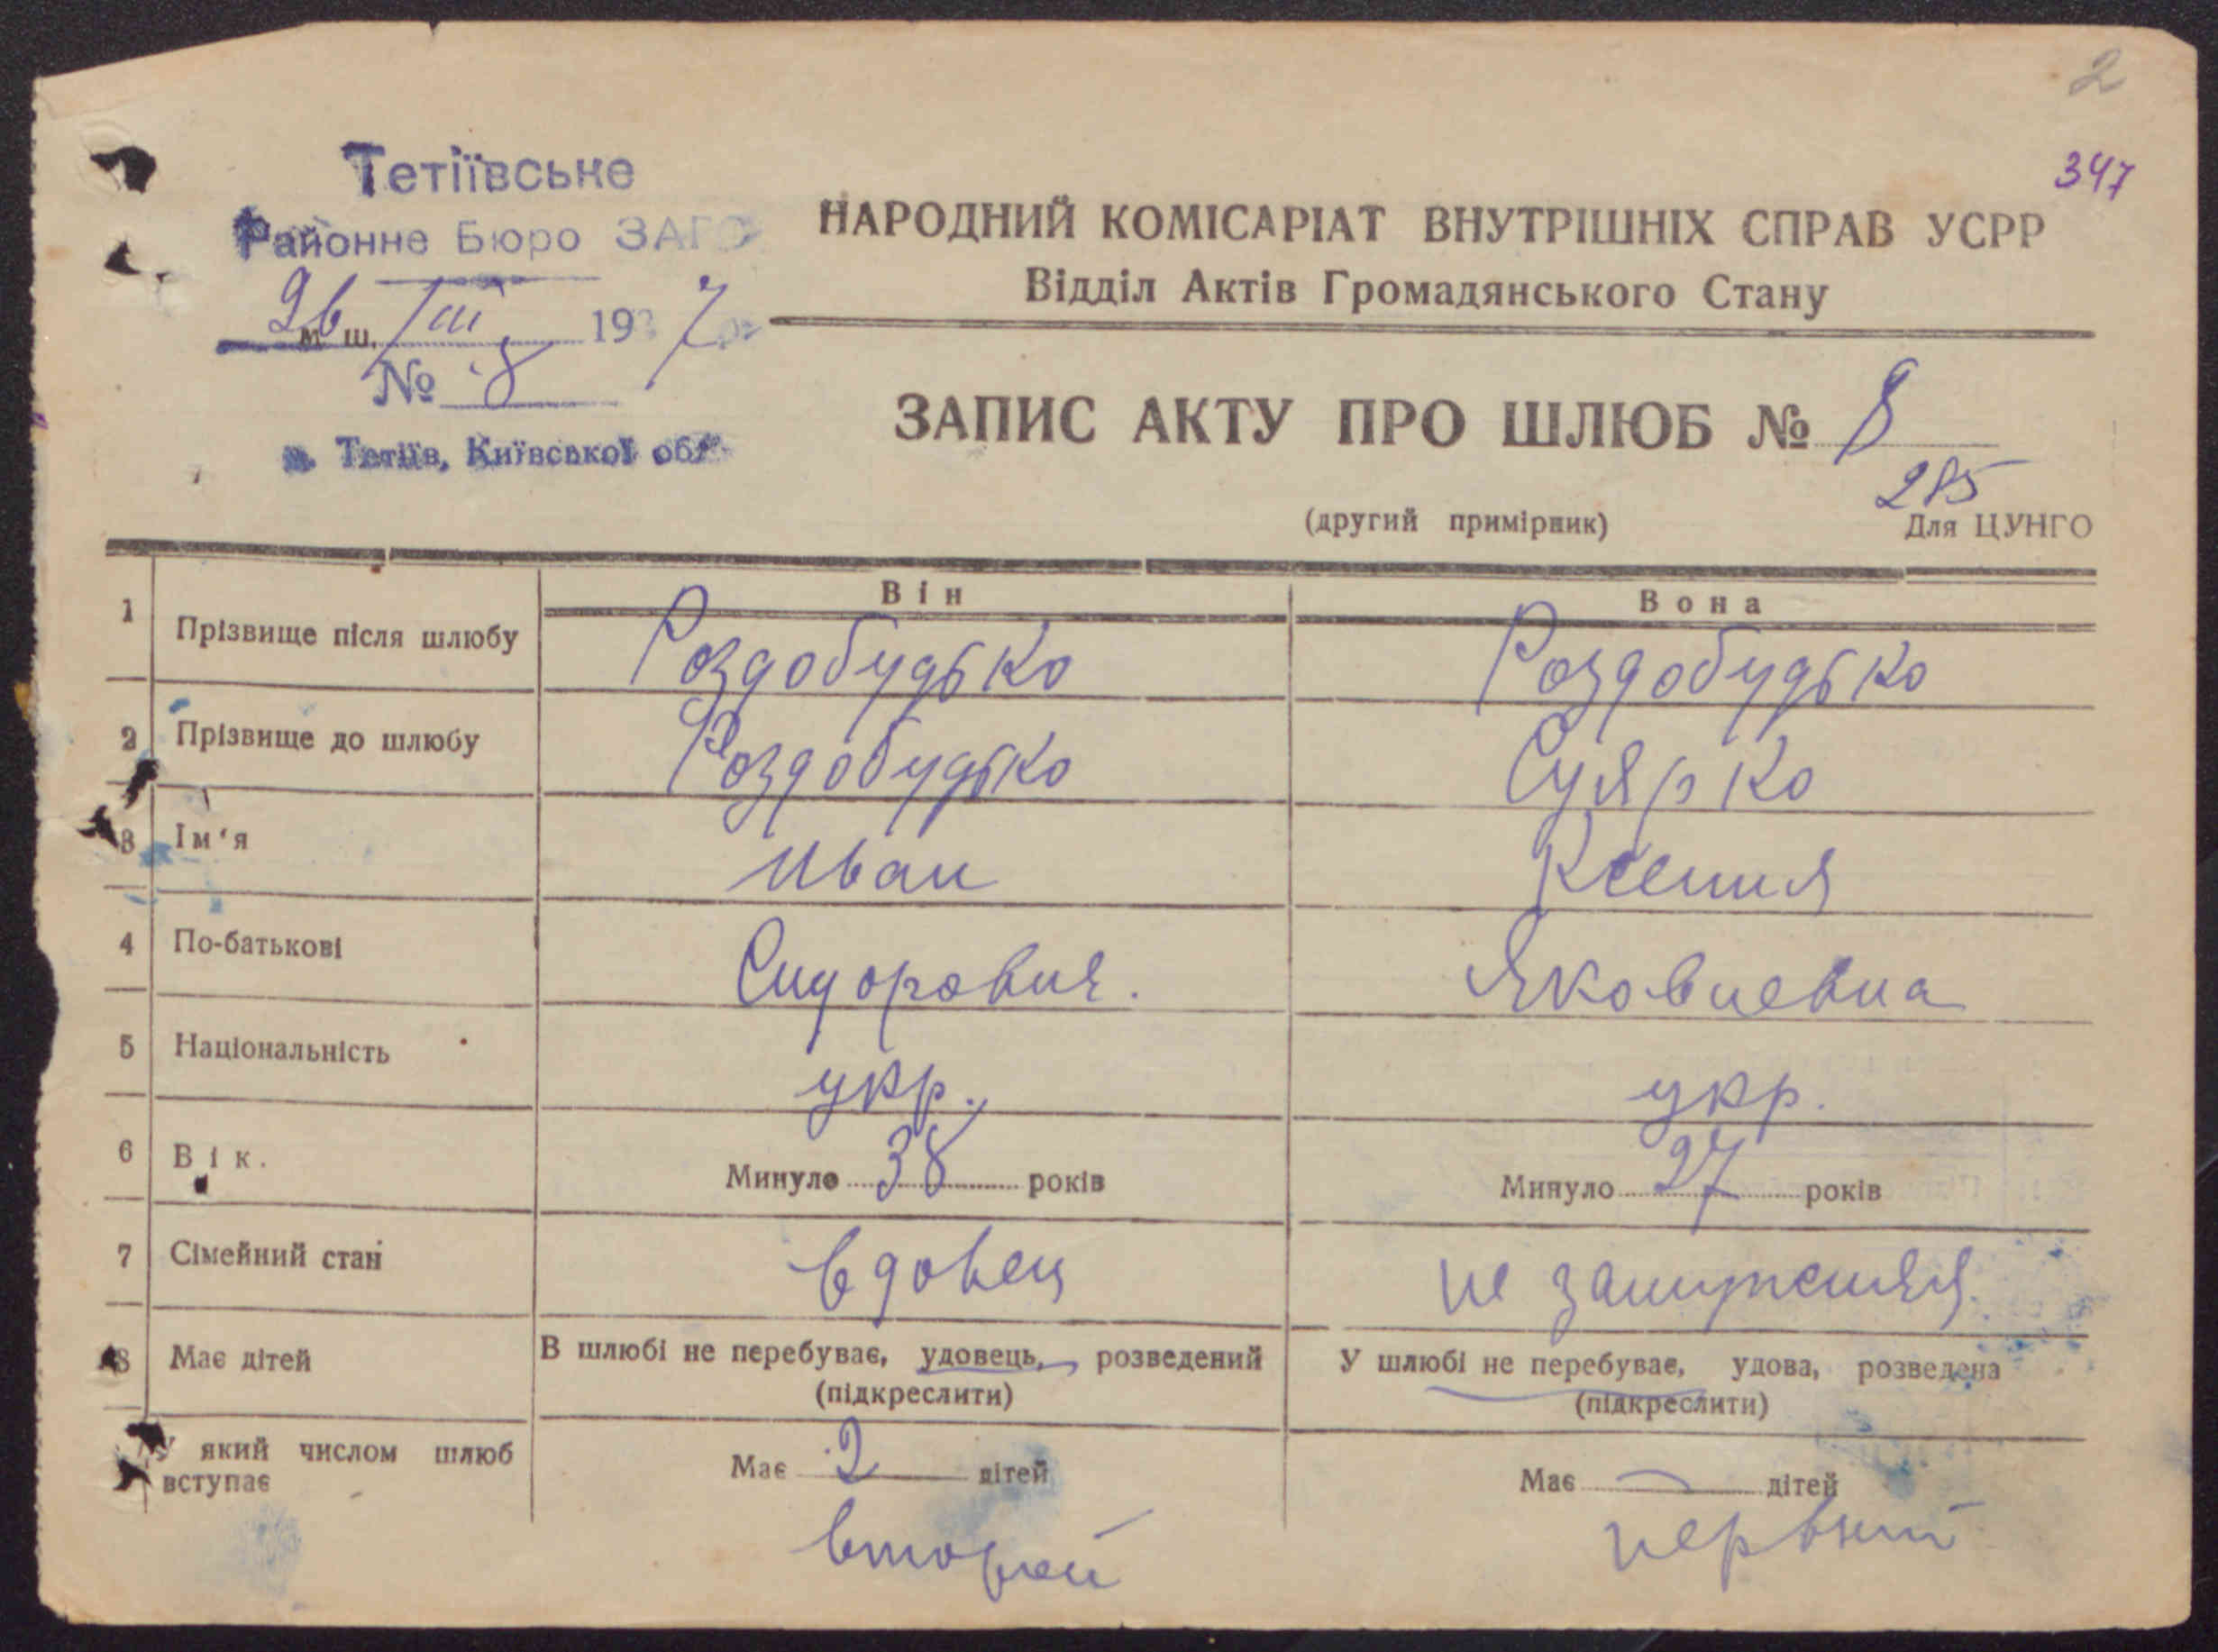 2
347
Тетіївське
Районне Бюро ЗАГС
26 VIII 1937
№ 8
м. Тетіїв, Київської обл.
НАРОДНИЙ КОМІСАРІАТ ВНУТРІШНІХ СПРАВ УСРР
Відділ Актів Громадянського Стану
ЗАПИС АКТУ ПРО ШЛЮБ № 8
285
(другий примірник) Для ЦУНГО
Він Вона
1 Прізвище після шлюбу Роздобудько Роздобудько
2 Прізвище до шлюбу Роздобудько Суярко
3 Ім'я Иван Ксения
4 По-батькові Сидорович. Яковлевна
5 Національність укр. укр.
6 Вік. Минуло 38 років Минуло 27 років
7 Сімейний стан вдовец не замужняя
8 Має дітей В шлюбі не перебуває, удовець, розведений У шлюбі не перебуває, удова, розведена
(підкреслити) (підкреслити)
У який числом шлюб Має 2 дітей Має — дітей
вступає
второй первый